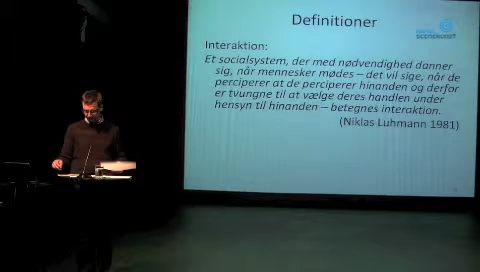 Definitioner
scenekunst
Interaktion:
Et socialsystem, der med nødvendighed danner
sig, når mennesker mødes – det vil sige, når de
perciperer at de perciperer hinanden og derfor
er tvungne til at vælge deres handlen under
hensyn til hinanden – betegnes interaktion.
(Niklas Luhmann 1981)